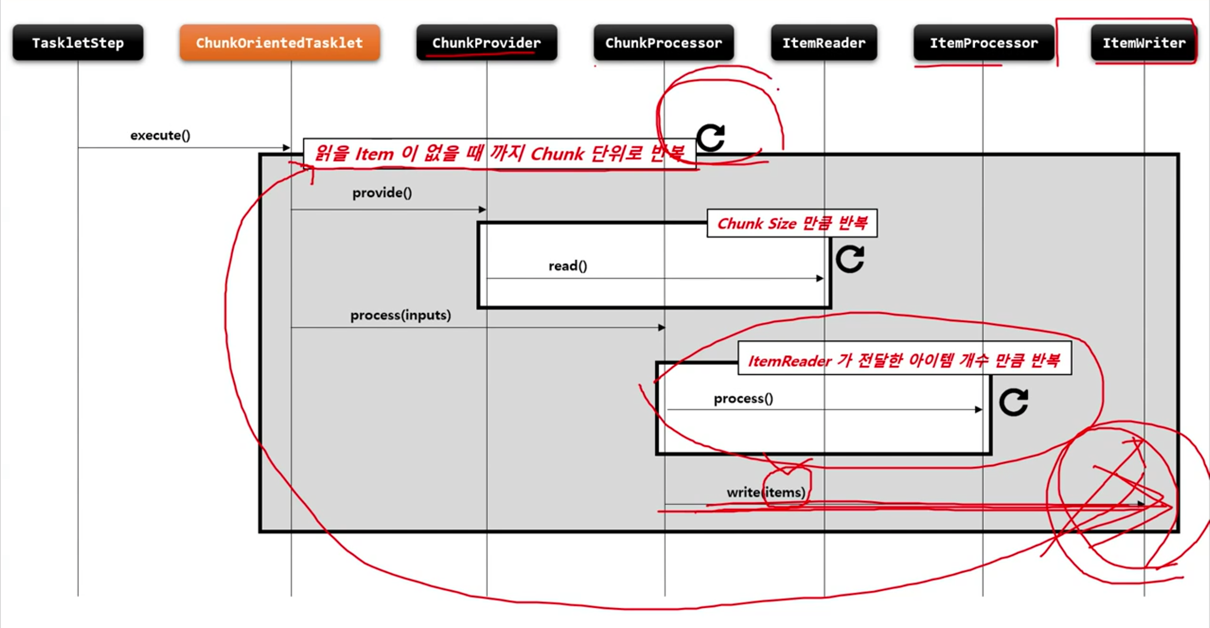 TaskletStep
ChunkOrientedTasklet
ChunkProvider
ChunkProcessor
ItemReader
ItemProcessor
ItemWriter
execute()
읽을 Item 이 없을 때 까지 Chunk 단위로 반복
provide()
Chunk Size 만큼 반복
read()
process(inputs)
ItemReader 가 전달한 아이템 개수 만큼 반복
process()
write(items)